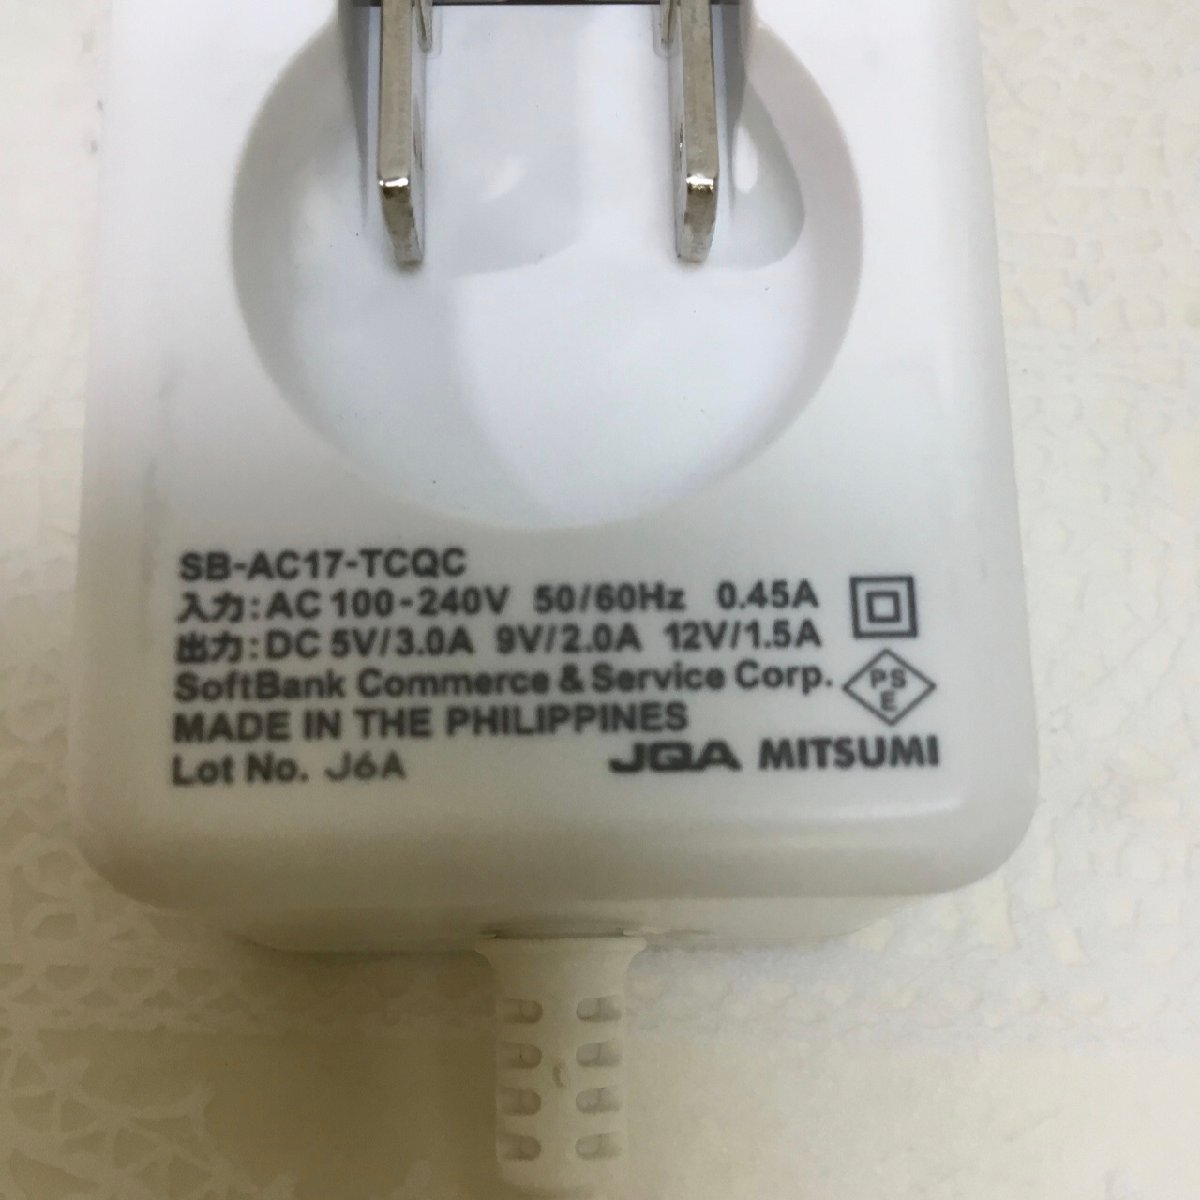 SB-AC17-TCQC
入力:AC 100-240V 50/60Hz 0.45A
出力:DC 5V/3.0A 9V/2.0A 12V/1.5A
SoftBank Commerce & Service Corp.
PS
E
MADE IN THE PHILIPPINES
Lot No. J6A
JQA MITSUMI